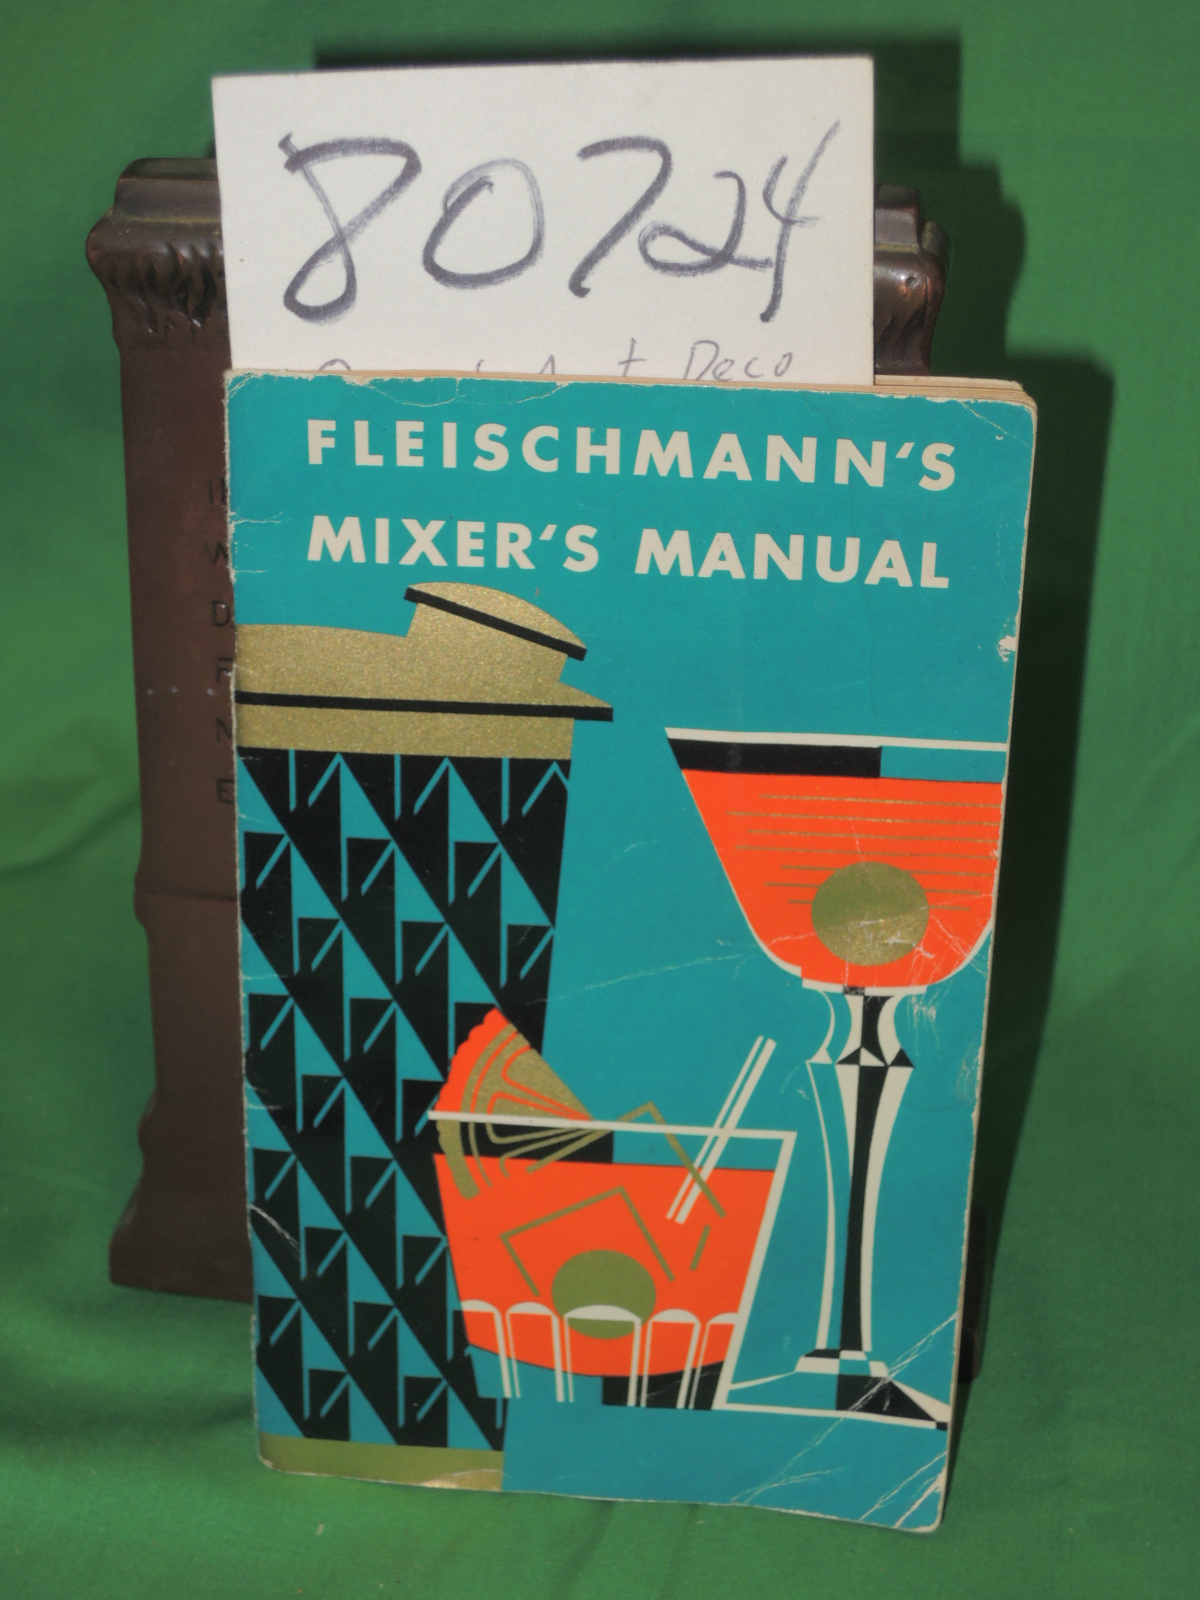 80724
Art Deco
FLEISCHMANN'S
MIXER'S MANUAL